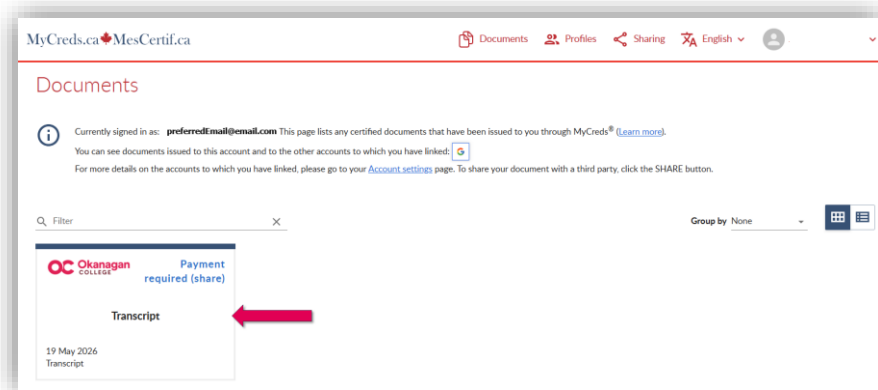 MyCreds.ca MesCertif.ca
Documents Profiles Sharing English
Documents
Currently signed in as: preferredEmail@email.com This page lists any certified documents that have been issued to you through MyCreds® (Learn more).
You can see documents issued to this account and to the other accounts to which you have linked: G
For more details on the accounts to which you have linked, please go to your Account settings page. To share your document with a third party, click the SHARE button.
Filter
Group by None
OC Okanagan COLLEGE
Payment required (share)
Transcript
19 May 2026
Transcript